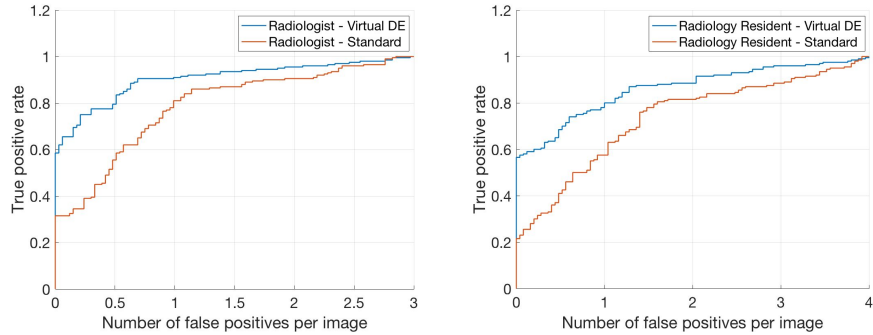 1.2
1
0.8
0.6
0.4
0.2
0
True positive rate
Radiologist - Virtual DE
Radiologist - Standard
0 0.5 1 1.5 2 2.5 3
Number of false positives per image
1.2
1
0.8
0.6
0.4
0.2
0
True positive rate
Radiology Resident - Virtual DE
Radiology Resident - Standard
0 1 2 3 4
Number of false positives per image